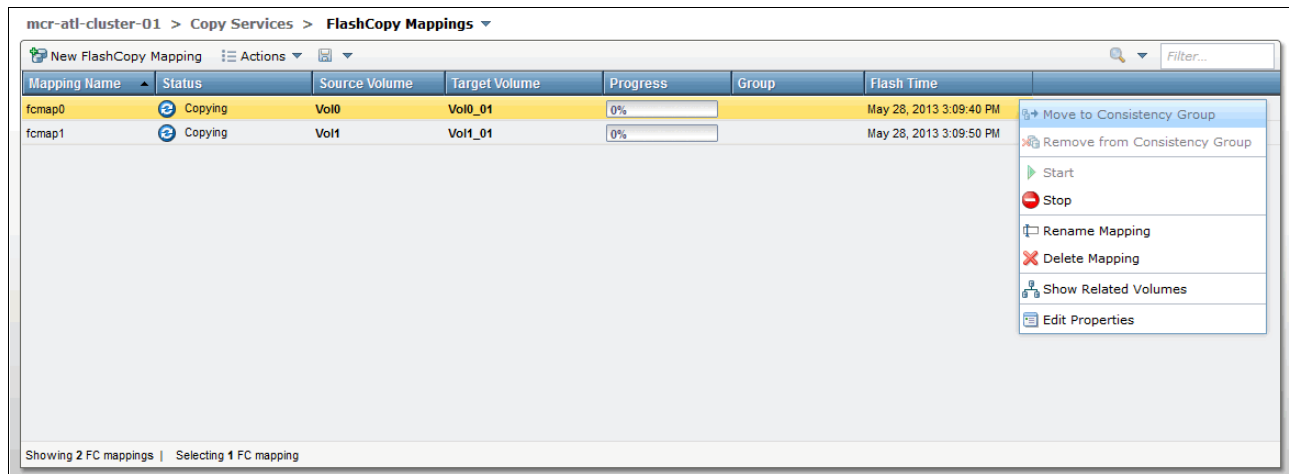 mcr-atl-cluster-01 > Copy Services > FlashCopy Mappings
New FlashCopy Mapping Actions Filter...
Mapping Name Status Source Volume Target Volume Progress Group Flash Time
fcmap0 Copying Vol0 Vol0_01 0% May 28, 2013 3:09:40 PM
fcmap1 Copying Vol1 Vol1_01 0% May 28, 2013 3:09:50 PM
Move to Consistency Group
Remove from Consistency Group
Start
Stop
Rename Mapping
Delete Mapping
Show Related Volumes
Edit Properties
Showing 2 FC mappings | Selecting 1 FC mapping